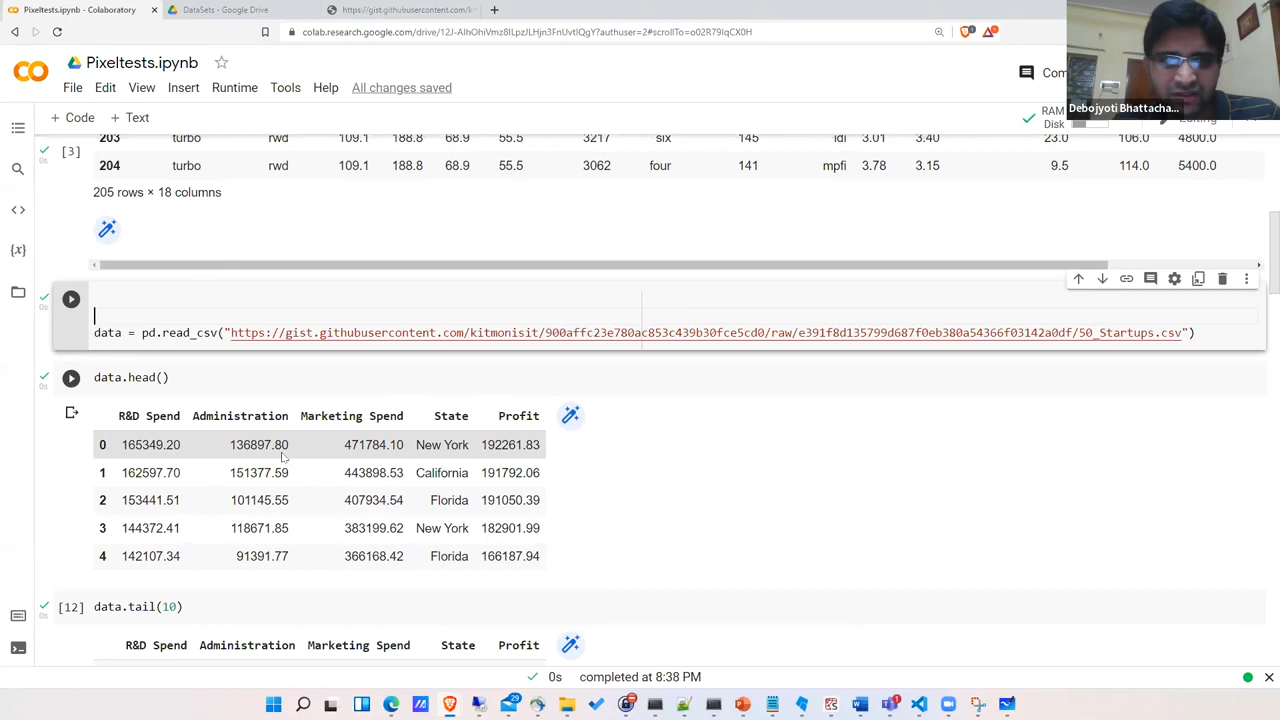 Pixeltests.ipynb - Colaboratory
DataSets - Google Drive
https://gist.githubusercontent.com/ki
colab.research.google.com/drive/12J-AlhOhiVmz8ILpzJLHjn3FnUvtIQgY?authuser=2#scrollTo=o02R79IqCX0H
Pixeltests.ipynb
Com
File Edit View Insert Runtime Tools Help All changes saved
Debojyoti Bhattacha...
+ Code + Text
RAM
Disk
Editing
203 turbo rwd 109.1 188.8 68.9 55.5 3217 six 145 idi 3.01 3.40 23.0 106.0 4800.0
[3]
204 turbo rwd 109.1 188.8 68.9 55.5 3062 four 141 mpfi 3.78 3.15 9.5 114.0 5400.0
205 rows × 18 columns
0s
data = pd.read_csv("https://gist.githubusercontent.com/kitmonisit/900affc23e780ac853c439b30fce5cd0/raw/e391f8d135799d687f0eb380a54366f03142a0df/50_Startups.csv")
data.head()
0s
R&D Spend Administration Marketing Spend State Profit
0 165349.20 136897.80 471784.10 New York 192261.83
1 162597.70 151377.59 443898.53 California 191792.06
2 153441.51 101145.55 407934.54 Florida 191050.39
3 144372.41 118671.85 383199.62 New York 182901.99
4 142107.34 91391.77 366168.42 Florida 166187.94
[12] data.tail(10)
0s
R&D Spend Administration Marketing Spend State Profit
0s completed at 8:38 PM
29
1